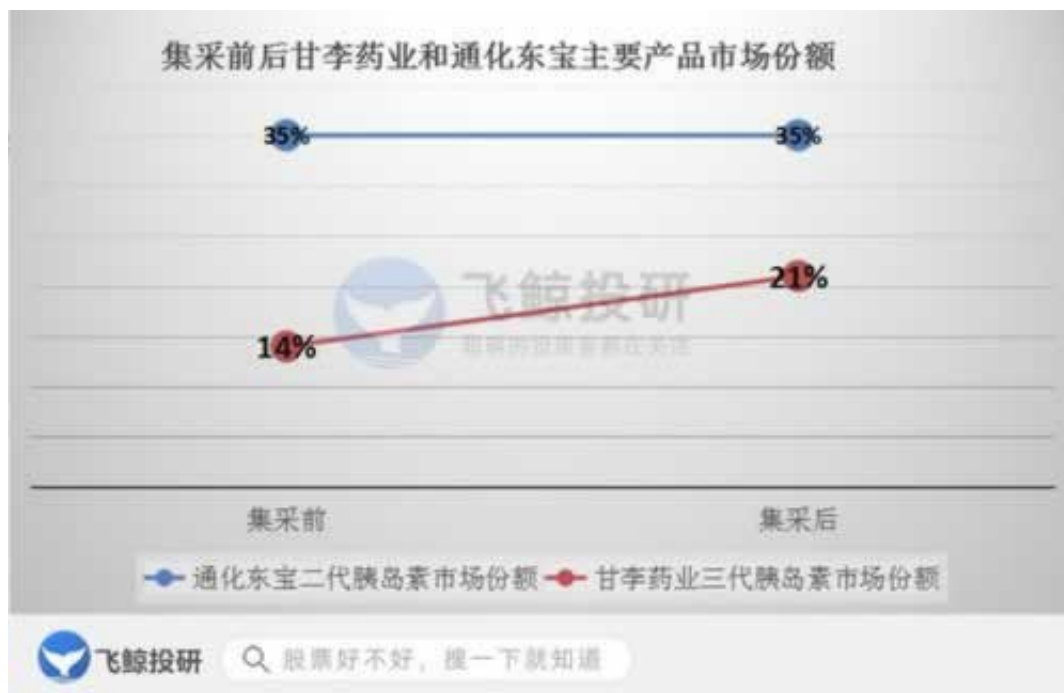 集采前后甘李药业和通化东宝主要产品市场份额
35% 35%
飞鲸投研
21%
14%
集采前 集采后
通化东宝二代胰岛素市场份额 甘李药业三代胰岛素市场份额
飞鲸投研 股票好不好，搜一下就知道